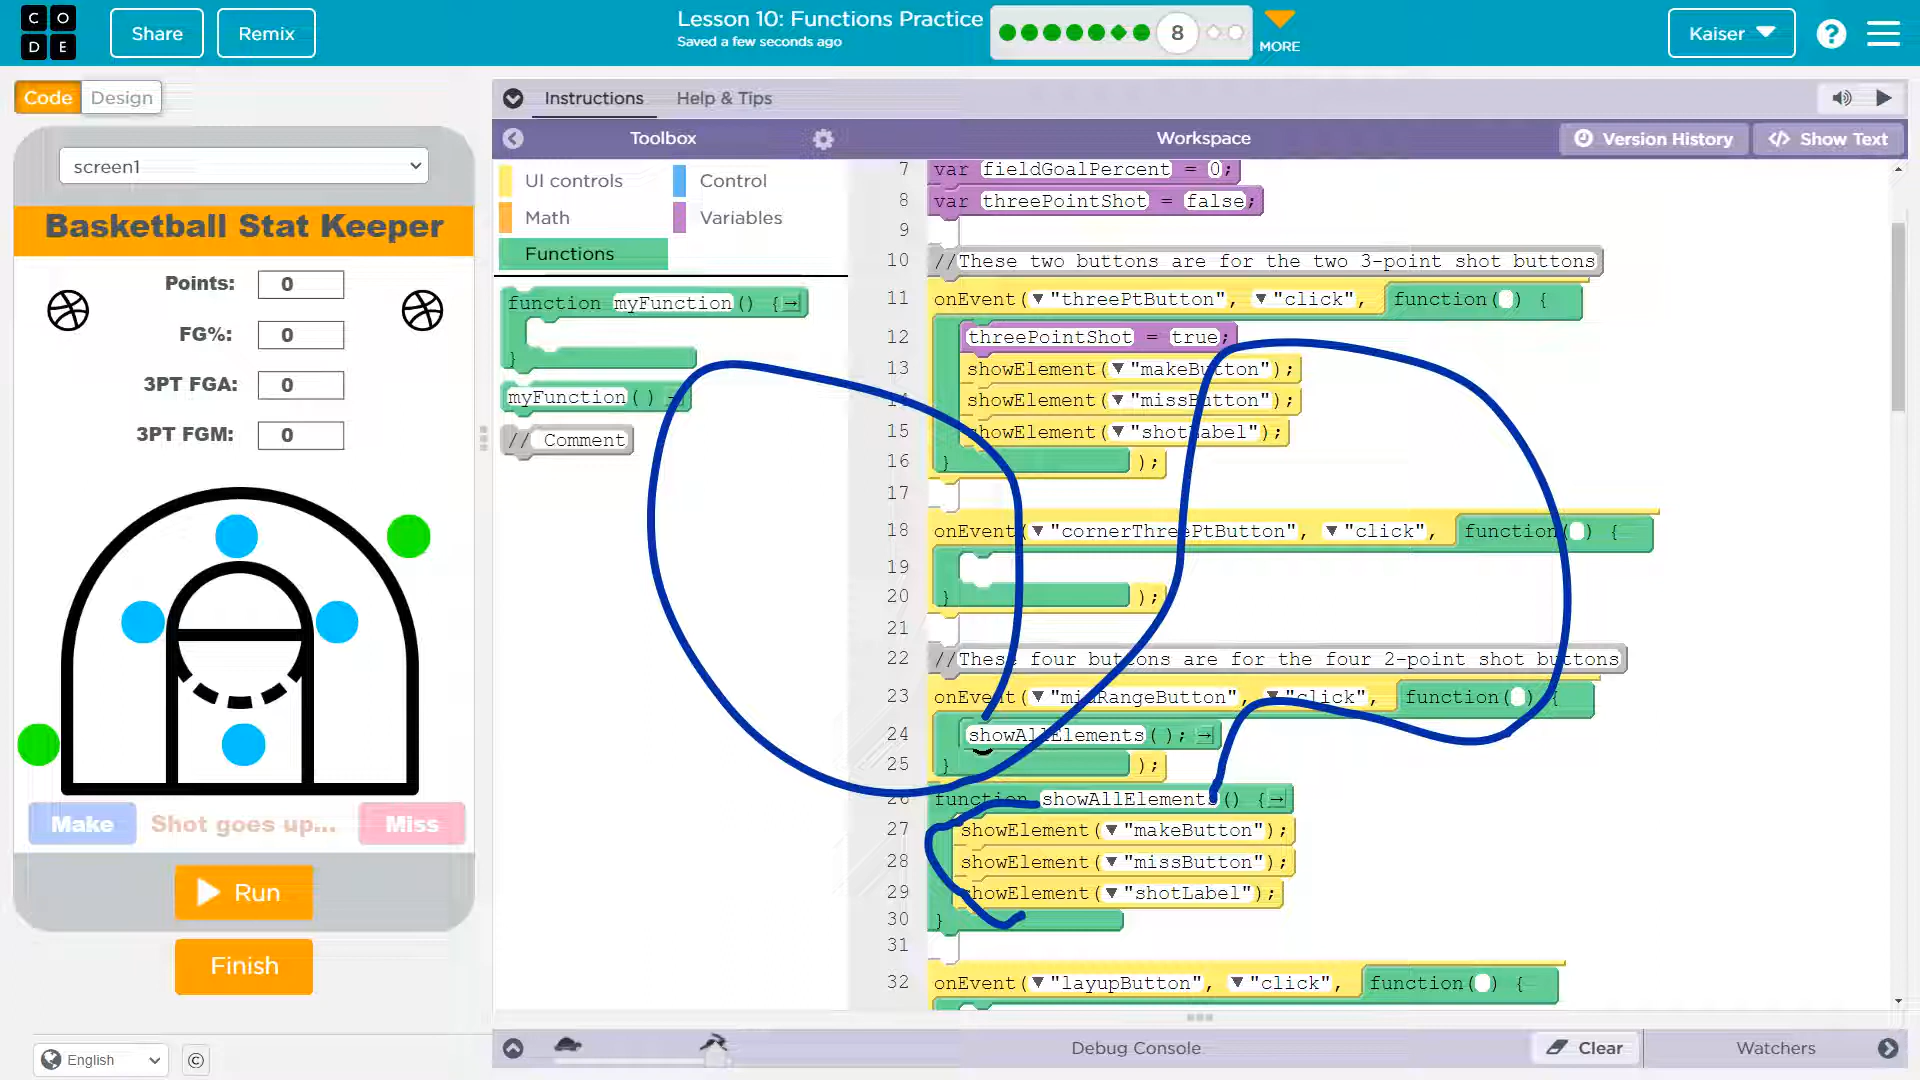 CO
DE
Share
Remix
Lesson 10: Functions Practice
Saved a few seconds ago
8
MORE
Kaiser
?
Code
Design
Instructions
Help & Tips
screen1
Toolbox
Workspace
Version History
</> Show Text
UI controls
Control
Math
Variables
Functions
function myFunction() {→
}
myFunction()
// Comment
Basketball Stat Keeper
Points: 0
FG%: 0
3PT FGA: 0
3PT FGM: 0
Make
Shot goes up...
Miss
Run
Finish
7 var fieldGoalPercent = 0;
8 var threePointShot = false;
9
10 //These two buttons are for the two 3-point shot buttons
11 onEvent(▼"threePtButton", ▼"click", function() {
12 threePointShot = true;
13 showElement(▼"makeButton");
14 showElement(▼"missButton");
15 showElement(▼"shotLabel");
16 } );
17
18 onEvent(▼"cornerThreePtButton", ▼"click", function() {
19
20 } );
21
22 //These four buttons are for the four 2-point shot buttons
23 onEvent(▼"midRangeButton", ▼"click", function() {
24 showAllElements(); →
25 } );
26 function showAllElements() {→
27 showElement(▼"makeButton");
28 showElement(▼"missButton");
29 showElement(▼"shotLabel");
30 }
31
32 onEvent(▼"layupButton", ▼"click", function() {
English
©
Debug Console
Clear
Watchers